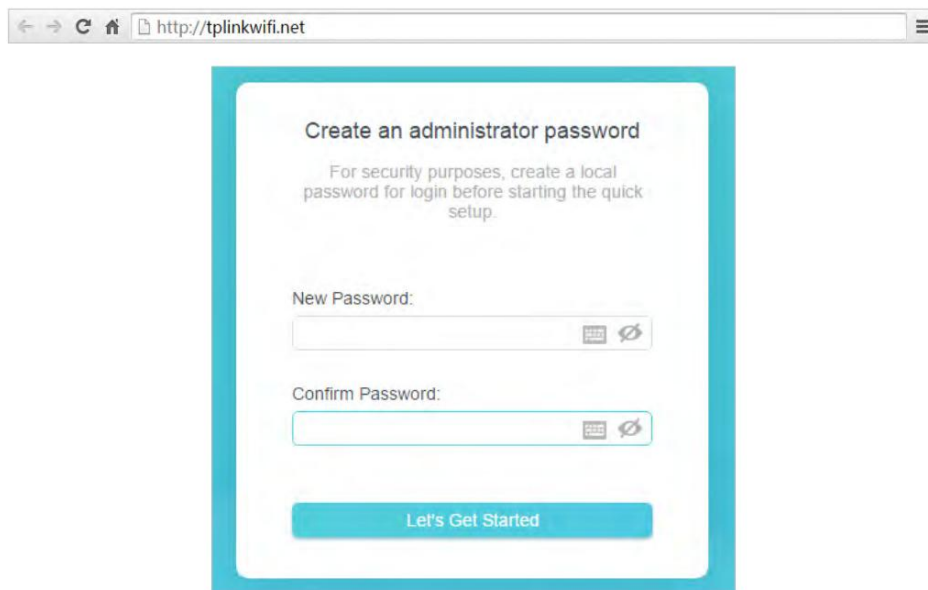 http://tplinkwifi.net
Create an administrator password
For security purposes, create a local
password for login before starting the quick
setup.
New Password:
Confirm Password:
Let's Get Started